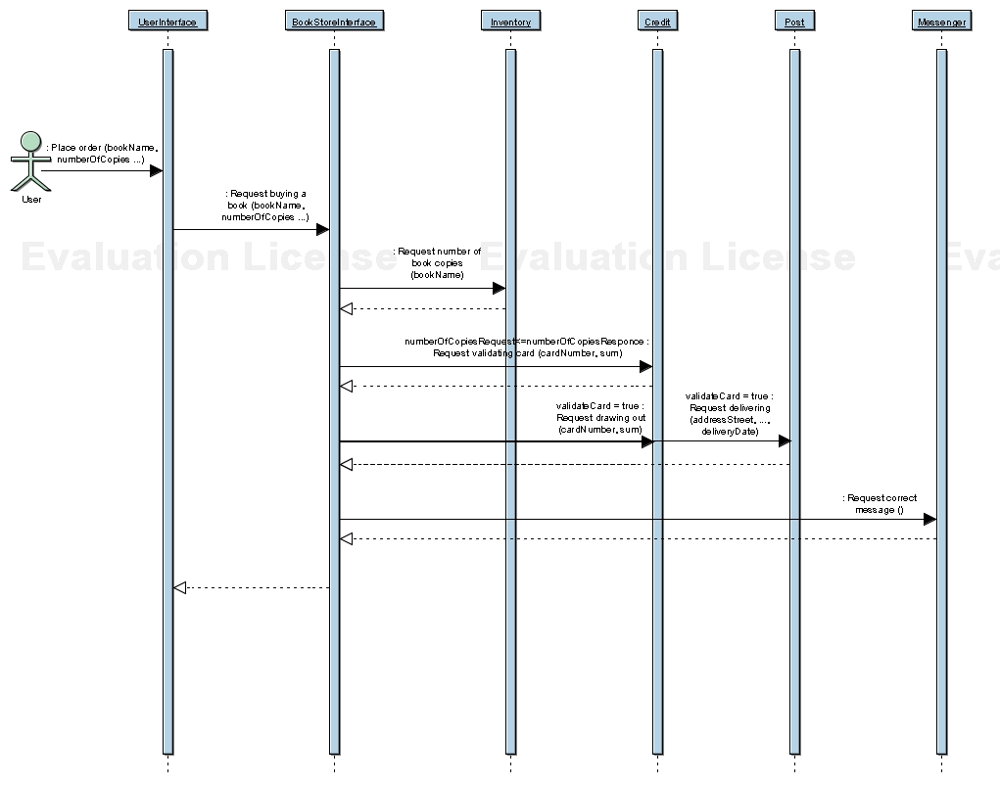 UserInterface
BookStoreInterface
Inventory
Credit
Post
Messenger
: Place order (bookName,
numberOfCopies ...)
User
: Request buying a
book (bookName,
numberOfCopies ...)
Evaluation License
Evaluation License
Eva
: Request number of
book copies
(bookName)
numberOfCopiesRequest<=numberOfCopiesResponce :
Request validating card (cardNumber, sum)
validateCard = true :
Request drawing out
(cardNumber, sum)
validateCard = true :
Request delivering
(addressStreet, ...,
deliveryDate)
: Request correct
message ()